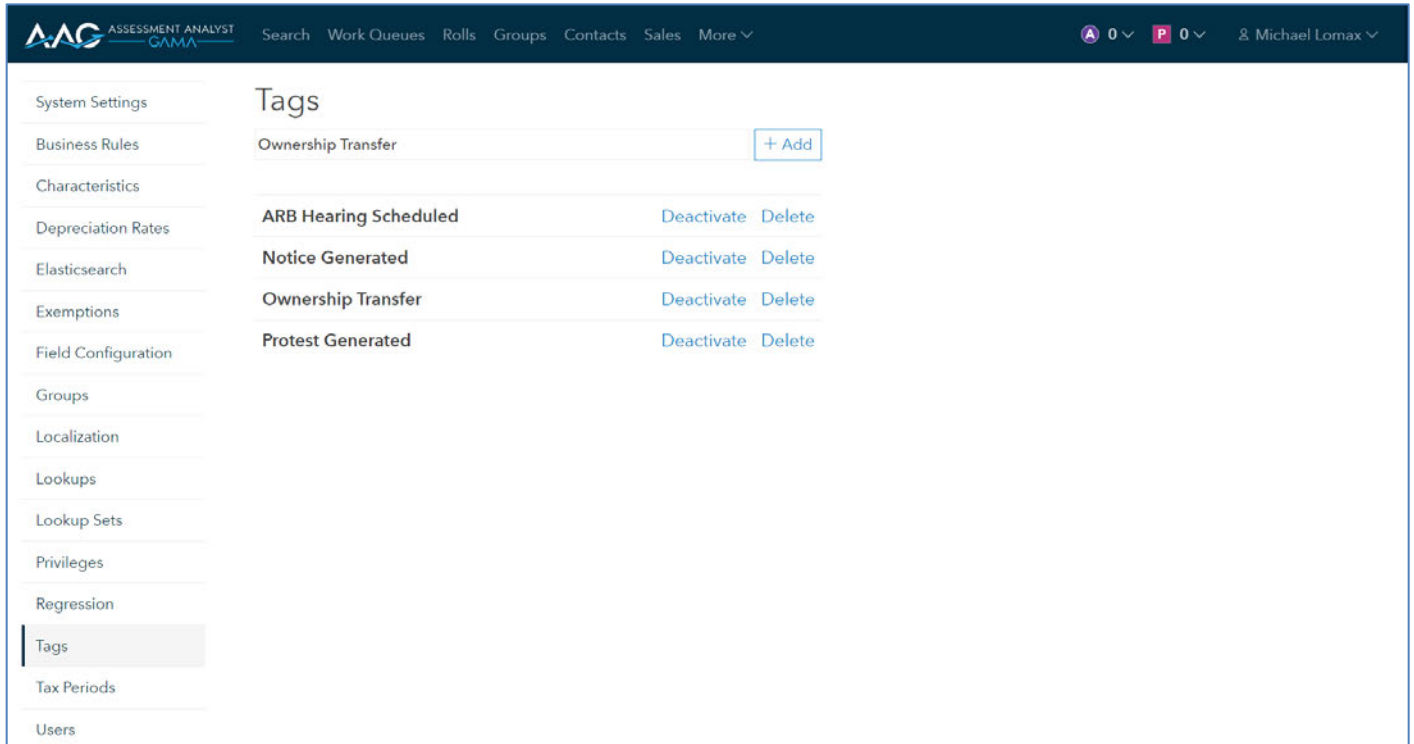 AAG ASSESSMENT ANALYST GAMA Search Work Queues Rolls Groups Contacts Sales More A 0 P 0 Michael Lomax
System Settings
Business Rules
Characteristics
Depreciation Rates
Elasticsearch
Exemptions
Field Configuration
Groups
Localization
Lookups
Lookup Sets
Privileges
Regression
Tags
Tax Periods
Users
Tags
Ownership Transfer + Add
ARB Hearing Scheduled Deactivate Delete
Notice Generated Deactivate Delete
Ownership Transfer Deactivate Delete
Protest Generated Deactivate Delete